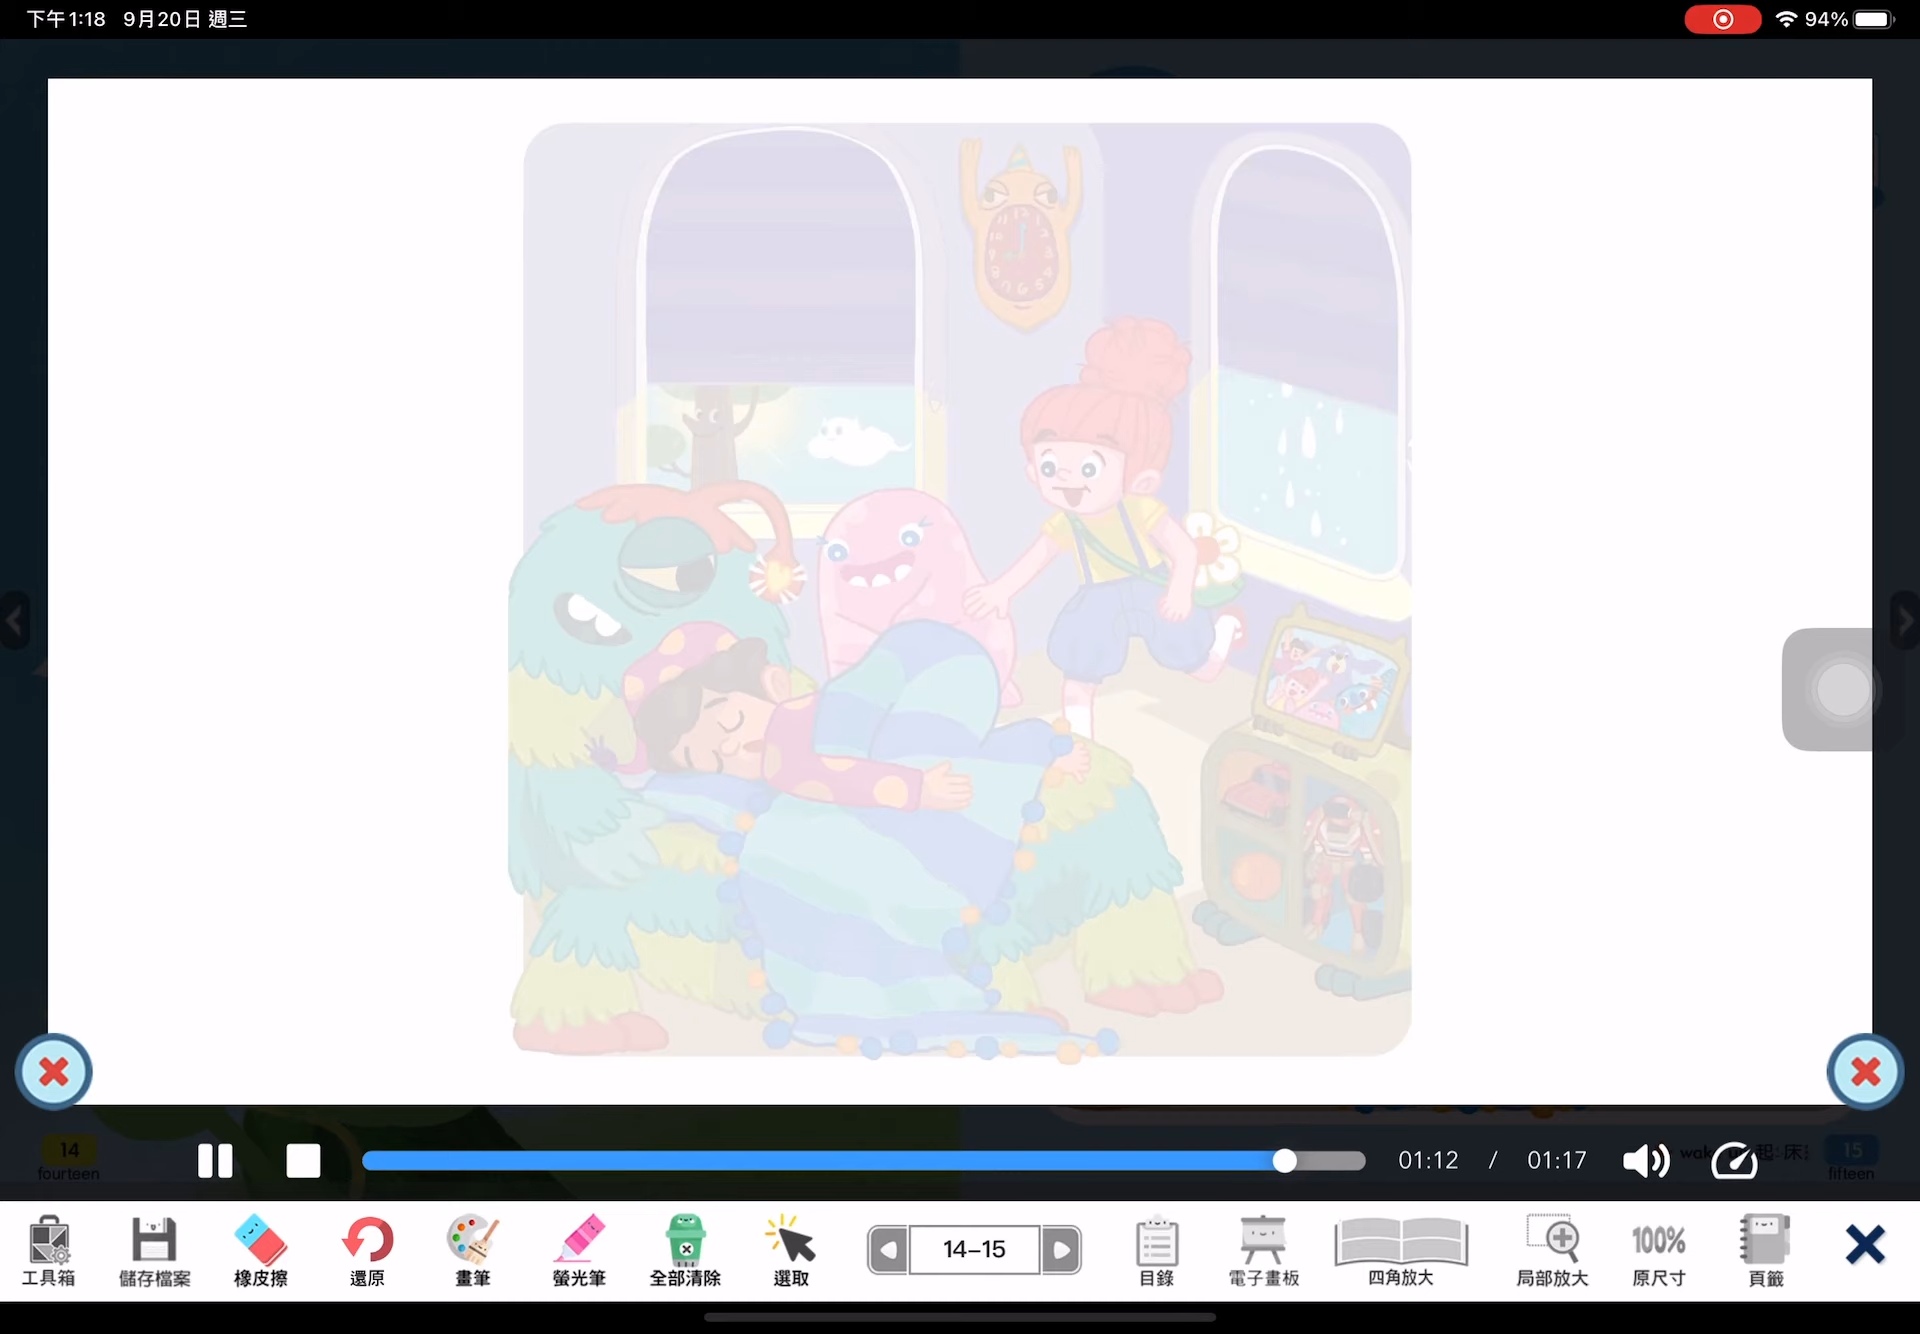 下午1:18 9月20日 週三
94%
14
fourteen
01:12 / 01:17
起床
15
fifteen
工具箱
儲存檔案
橡皮擦
還原
畫筆
螢光筆
全部清除
選取
14–15
目錄
電子畫板
四角放大
局部放大
100%
原尺寸
頁籤